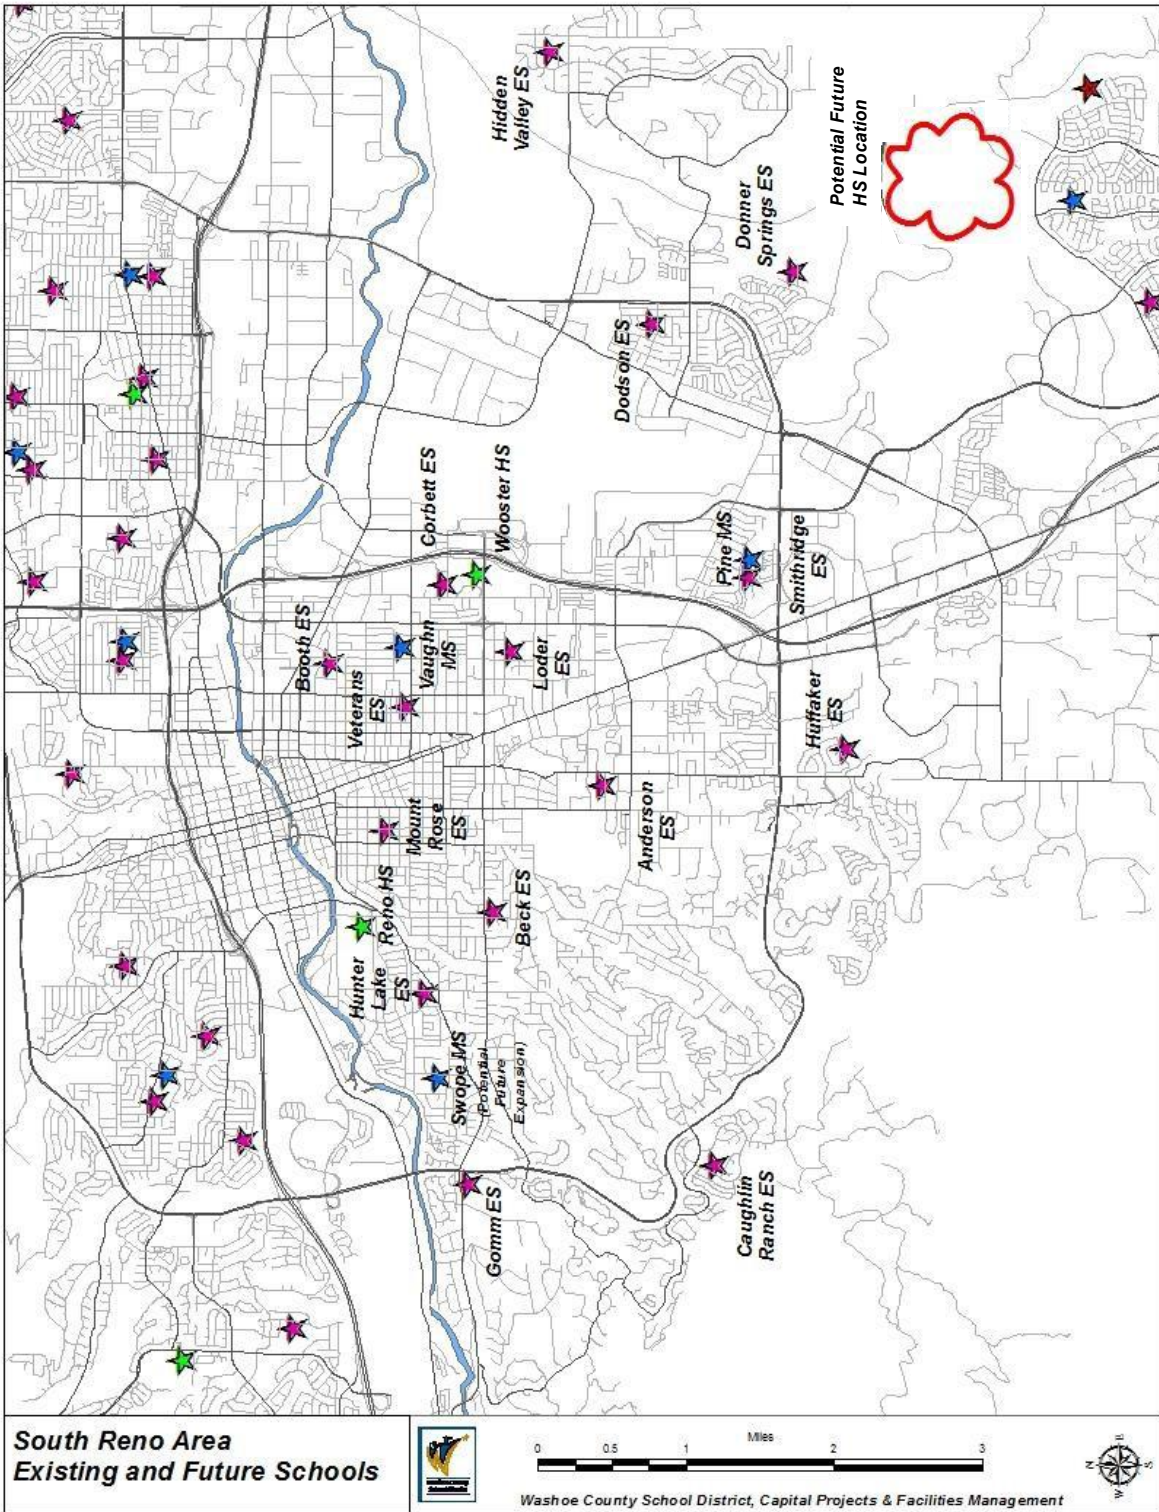 Hidden
Valley ES
Potential Future
HS Location
Donner
Springs ES
Dodson ES
Corbett ES
Wooster HS
Pine MS
Smithridge
ES
Booth ES
Vaughn
MS
Veterans
ES
Loder
ES
Huffaker
ES
Mount
Rose
ES
Anderson
ES
Reno HS
Beck ES
Hunter
Lake
ES
Swope MS
(Potential
Future
Expansion)
Gomm ES
Caughlin
Ranch ES
South Reno Area
Existing and Future Schools
Miles
0 0.5 1 2 3
Washoe County School District, Capital Projects & Facilities Management
N
E
S
W